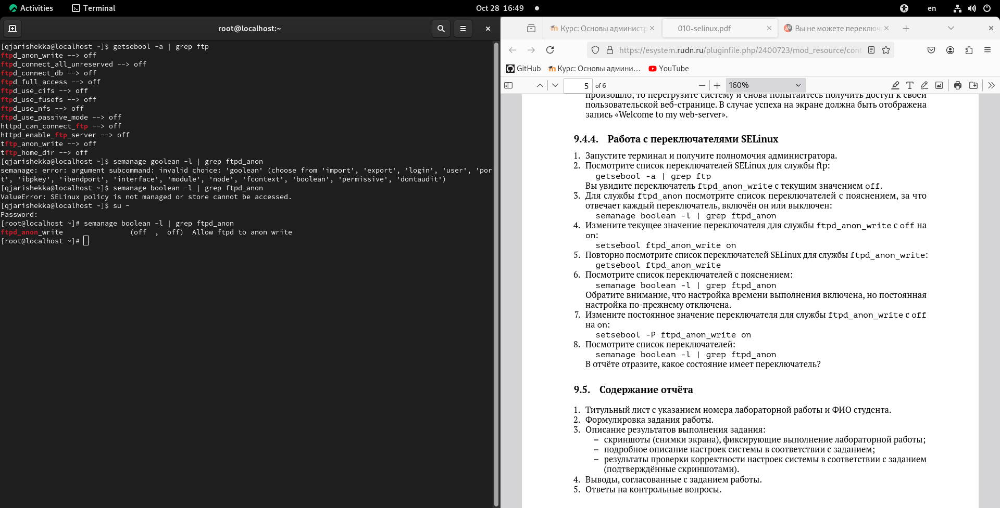 Activities
Terminal
Oct 28 16:49
en
root@localhost:~
[qjarishekka@localhost ~]$ getsebool -a | grep ftp
ftpd_anon_write --> off
ftpd_connect_all_unreserved --> off
ftpd_connect_db --> off
ftpd_full_access --> off
ftpd_use_cifs --> off
ftpd_use_fusefs --> off
ftpd_use_nfs --> off
ftpd_use_passive_mode --> off
httpd_can_connect_ftp --> off
httpd_enable_ftp_server --> off
tftp_anon_write --> off
tftp_home_dir --> off
[qjarishekka@localhost ~]$ semanage goolean -l | grep ftpd_anon
semanage: error: argument subcommand: invalid choice: 'goolean' (choose from 'import', 'export', 'login', 'user', 'por
t', 'ibpkey', 'ibendport', 'interface', 'module', 'node', 'fcontext', 'boolean', 'permissive', 'dontaudit')
[qjarishekka@localhost ~]$ semanage boolean -l | grep ftpd_anon
ValueError: SELinux policy is not managed or store cannot be accessed.
[qjarishekka@localhost ~]$ su -
Password:
[root@localhost ~]# semanage boolean -l | grep ftpd_anon
ftpd_anon_write                (off  ,  off)  Allow ftpd to anon write
[root@localhost ~]#
Курс: Основы администр
010-selinux.pdf
Вы не можете переключ
https://esystem.rudn.ru/pluginfile.php/2400723/mod_resource/cont
GitHub
Курс: Основы админи…
YouTube
5 of 6
160%
произошло, то перегрузите систему и снова попытайтесь получить доступ к своей
пользовательской веб-странице. В случае успеха на экране должна быть отображена
запись «Welcome to my web-server».
9.4.4. Работа с переключателями SELinux
1. Запустите терминал и получите полномочия администратора.
2. Посмотрите список переключателей SELinux для службы ftp:
getsebool -a | grep ftp
Вы увидите переключатель ftpd_anon_write с текущим значением off.
3. Для службы ftpd_anon посмотрите список переключателей с пояснением, за что
отвечает каждый переключатель, включён он или выключен:
semanage boolean -l | grep ftpd_anon
4. Измените текущее значение переключателя для службы ftpd_anon_write с off на
on:
setsebool ftpd_anon_write on
5. Повторно посмотрите список переключателей SELinux для службы ftpd_anon_write:
getsebool ftpd_anon_write
6. Посмотрите список переключателей с пояснением:
semanage boolean -l | grep ftpd_anon
Обратите внимание, что настройка времени выполнения включена, но постоянная
настройка по-прежнему отключена.
7. Измените постоянное значение переключателя для службы ftpd_anon_write с off
на on:
setsebool -P ftpd_anon_write on
8. Посмотрите список переключателей:
semanage boolean -l | grep ftpd_anon
В отчёте отразите, какое состояние имеет переключатель?
9.5. Содержание отчёта
1. Титульный лист с указанием номера лабораторной работы и ФИО студента.
2. Формулировка задания работы.
3. Описание результатов выполнения задания:
– скриншоты (снимки экрана), фиксирующие выполнение лабораторной работы;
– подробное описание настроек системы в соответствии с заданием;
– результаты проверки корректности настроек системы в соответствии с заданием
(подтверждённые скриншотами).
4. Выводы, согласованные с заданием работы.
5. Ответы на контрольные вопросы.